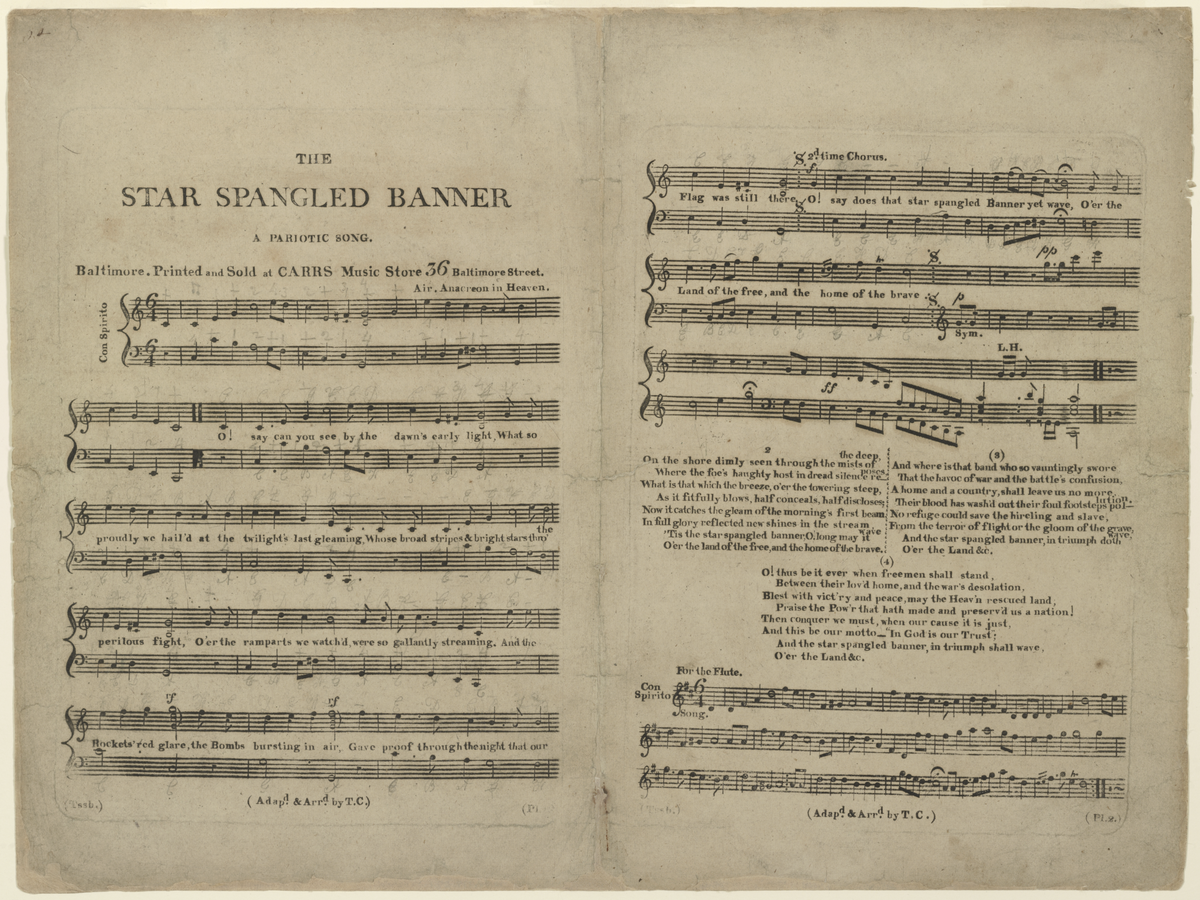 THE
STAR SPANGLED BANNER
A PARIOTIC SONG.
Baltimore. Printed and Sold at CARRS Music Store 36 Baltimore Street.
Air. Anacreon in Heaven.
Con Spirito
6 4
6 4
O! say can you see by the dawn's early light, What so
proudly we hail'd at the twilight's last gleaming, Whose broad stripes & bright stars thro' the
perilous fight, O'er the ramparts we watch'd, were so gallantly streaming. And the
sf sf
Rockets' red glare, the Bombs bursting in air, Gave proof through the night that our
(Adapd. & Arrd. by T.C.)
:S: 2d. time Chorus.
f
Flag was still there, :S: O! say does that star spangled Banner yet wave, O'er the
:S: pp
Land of the free, and the home of the brave :S: p
Sym.
L.H.
ff
2
On the shore dimly seen through the mists of the deep,
Where the foe's haughty host in dread silence reposes,
What is that which the breeze, o'er the towering steep,
As it fitfully blows, half conceals, half discloses;
Now it catches the gleam of the morning's first beam,
In full glory reflected new shines in the stream,
'Tis the star spangled banner, O! long may it wave
O'er the land of the free, and the home of the brave.
(3)
And where is that band who so vauntingly swore
That the havoc of war and the battle's confusion,
A home and a country, shall leave us no more,
Their blood has wash'd out their foul footsteps pol—lution.
No refuge could save the hireling and slave,
From the terror of flight or the gloom of the grave,
And the star spangled banner, in triumph doth wave,
O'er the Land &c.
(4)
O! thus be it ever when freemen shall stand,
Between their lov'd home, and the war's desolation,
Blest with vict'ry and peace, may the Heav'n rescued land,
Praise the Pow'r that hath made and preserv'd us a nation!
Then conquer we must, when our cause it is just,
And this be our motto—"In God is our Trust;"
And the star spangled banner, in triumph shall wave,
O'er the Land &c.
For the Flute.
Con Spirito
6 4
Song.
(Adapd. & Arrd. by T.C.)
(Pl.2.)